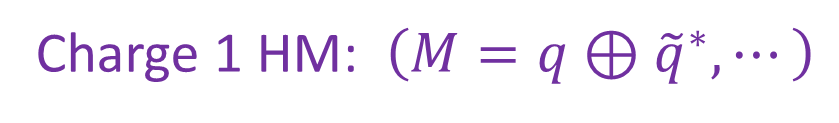 Charge 1 HM: (𝑀 = 𝑞 ⊕ 𝑞̃*, ⋯ )